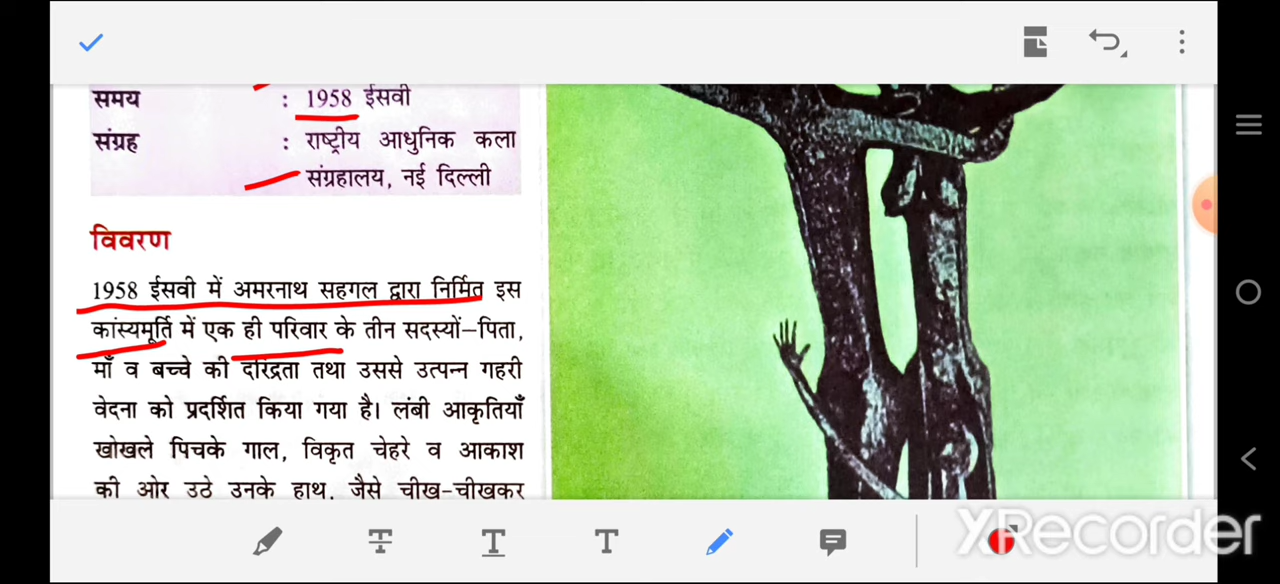 समय : 1958 ईसवी
संग्रह : राष्ट्रीय आधुनिक कला
संग्रहालय, नई दिल्ली
विवरण
1958 ईसवी में अमरनाथ सहगल द्वारा निर्मित इस
कांस्यमूर्ति में एक ही परिवार के तीन सदस्यों–पिता,
माँ व बच्चे की दरिद्रता तथा उससे उत्पन्न गहरी
वेदना को प्रदर्शित किया गया है। लंबी आकृतियाँ
खोखले पिचके गाल, विकृत चेहरे व आकाश
की ओर उठे उनके हाथ, जैसे चीख-चीखकर
T T T
XRecorder